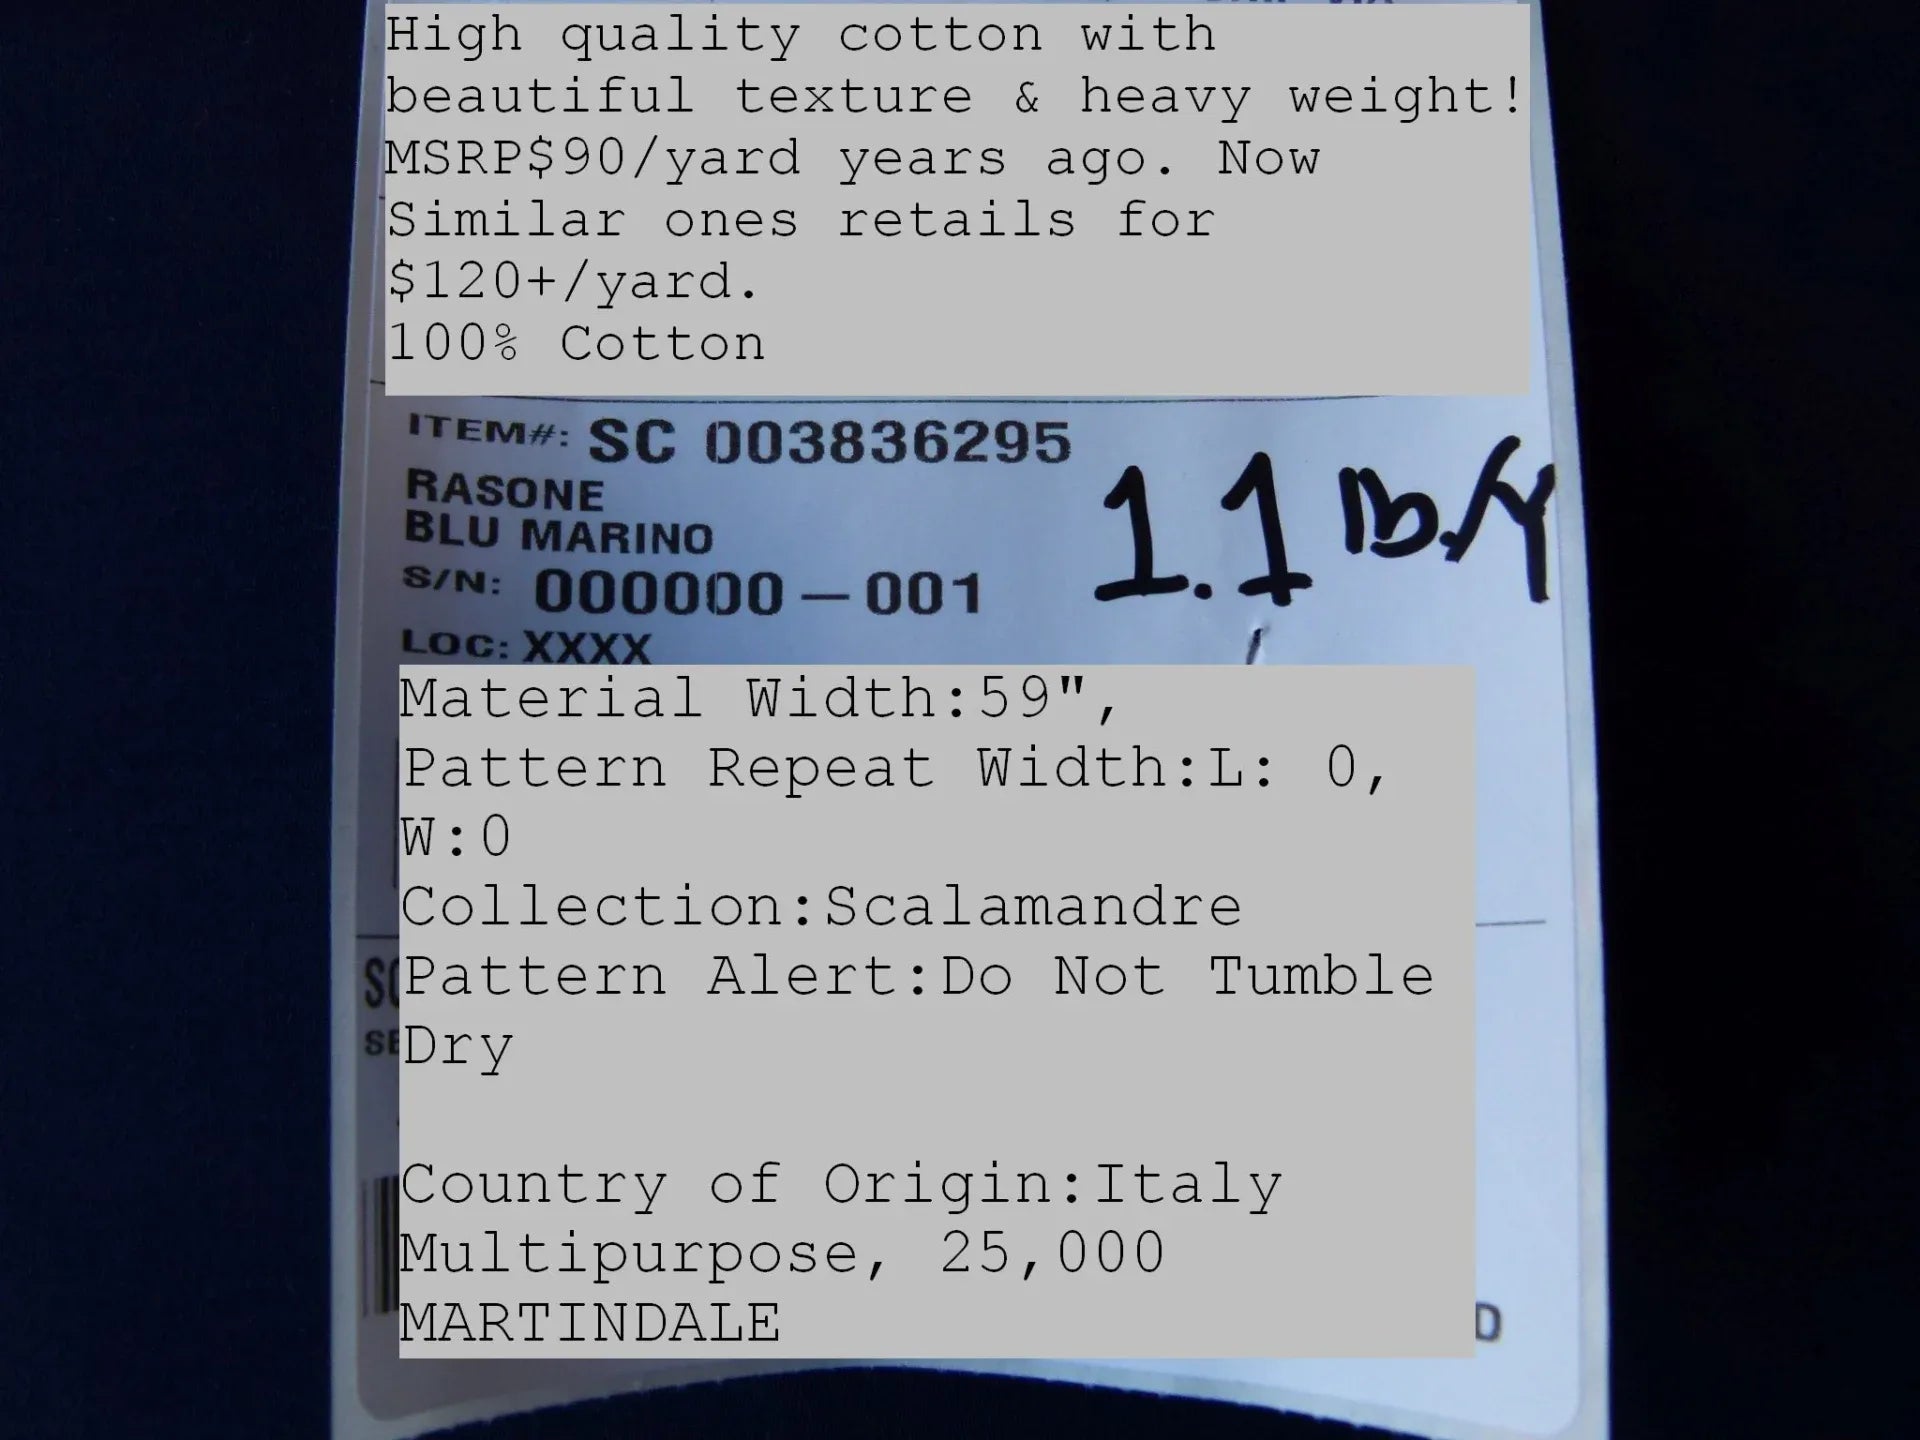 High quality cotton with
beautiful texture & heavy weight!
MSRP$90/yard years ago. Now
Similar ones retails for
$120+/yard.
100% Cotton
ITEM#: SC 003836295
RASONE
BLU MARINO
1.1 lb./Y
S/N: 000000-001
LOC: XXXX
Material Width:59",
Pattern Repeat Width:L: 0,
W:0
Collection:Scalamandre
Pattern Alert:Do Not Tumble
Dry
Country of Origin:Italy
Multipurpose, 25,000
MARTINDALE